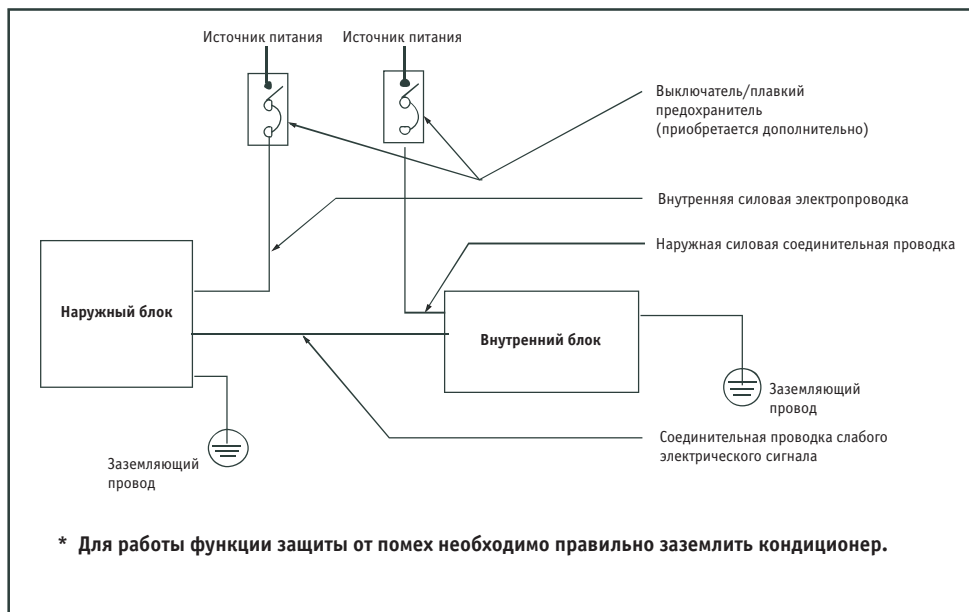 Источник питания
Источник питания
Выключатель/плавкий
предохранитель
(приобретается дополнительно)
Внутренняя силовая электропроводка
Наружная силовая соединительная проводка
Наружный блок
Внутренний блок
Заземляющий
провод
Соединительная проводка слабого
электрического сигнала
Заземляющий
провод
* Для работы функции защиты от помех необходимо правильно заземлить кондиционер.